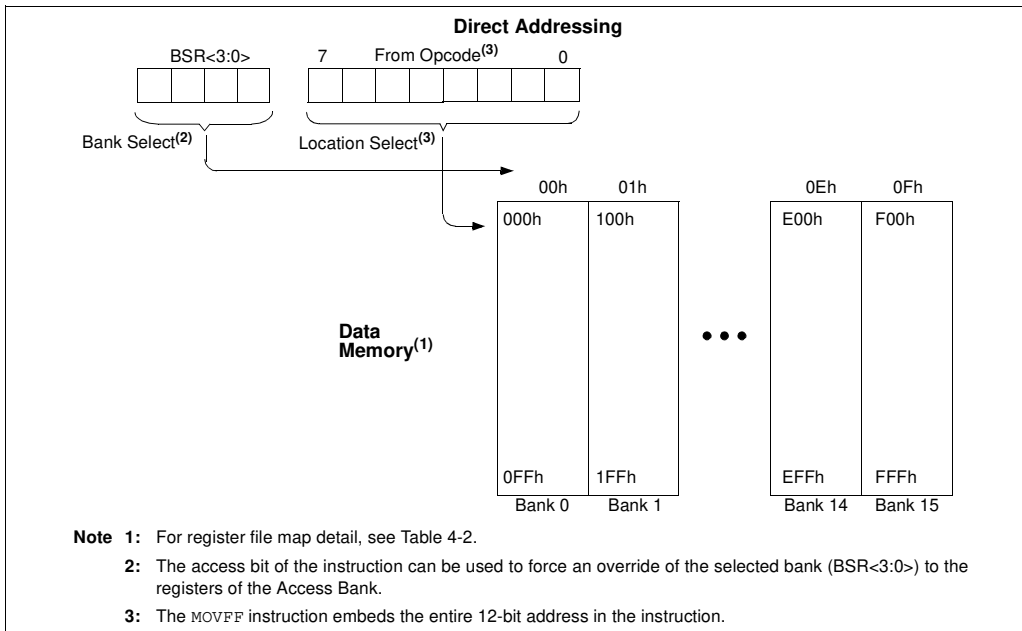 Direct Addressing
BSR<3:0> 7 From Opcode(3) 0
Bank Select(2) Location Select(3)
00h 01h 0Eh 0Fh
000h 100h E00h F00h
Data
Memory(1)
0FFh 1FFh EFFh FFFh
Bank 0 Bank 1 Bank 14 Bank 15
Note 1: For register file map detail, see Table 4-2.
2: The access bit of the instruction can be used to force an override of the selected bank (BSR<3:0>) to the
registers of the Access Bank.
3: The MOVFF instruction embeds the entire 12-bit address in the instruction.